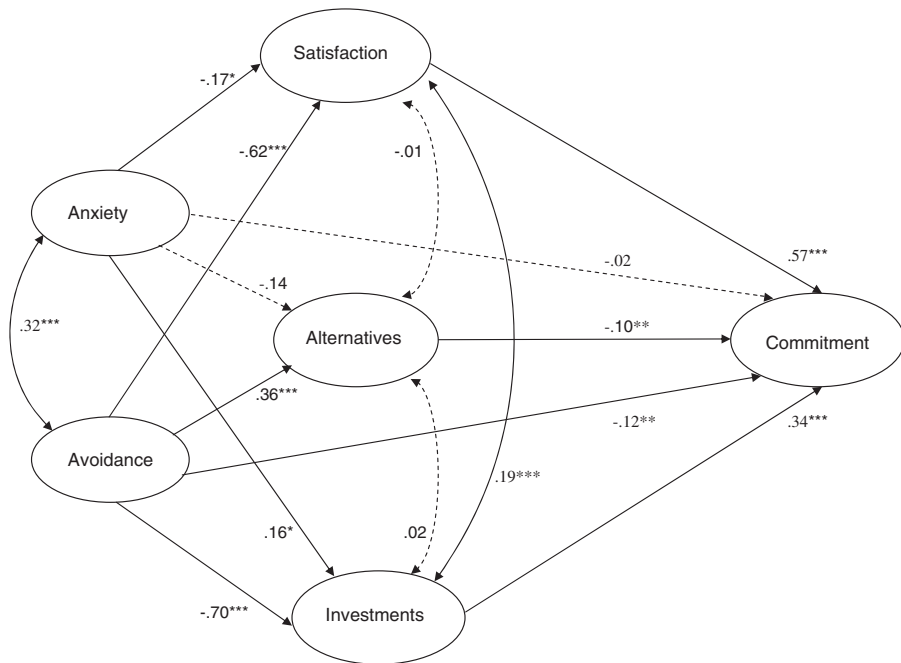 Satisfaction
-.17*
-.62***
-.01
Anxiety
-.02
.57***
-.14
.32***
Alternatives
-.10**
Commitment
.36***
-.12**
.34***
Avoidance
.19***
.16*
.02
-.70***
Investments